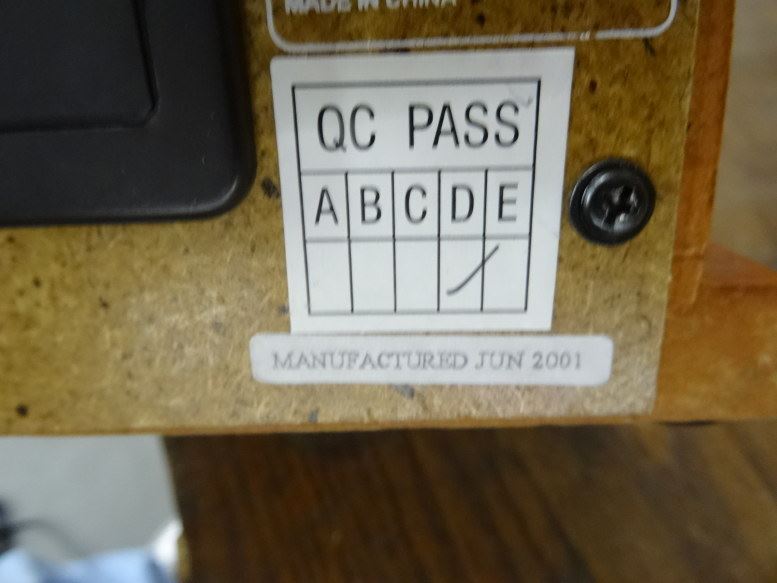 MADE IN CHINA
QC PASS
A B C D E
MANUFACTURED JUN 2001